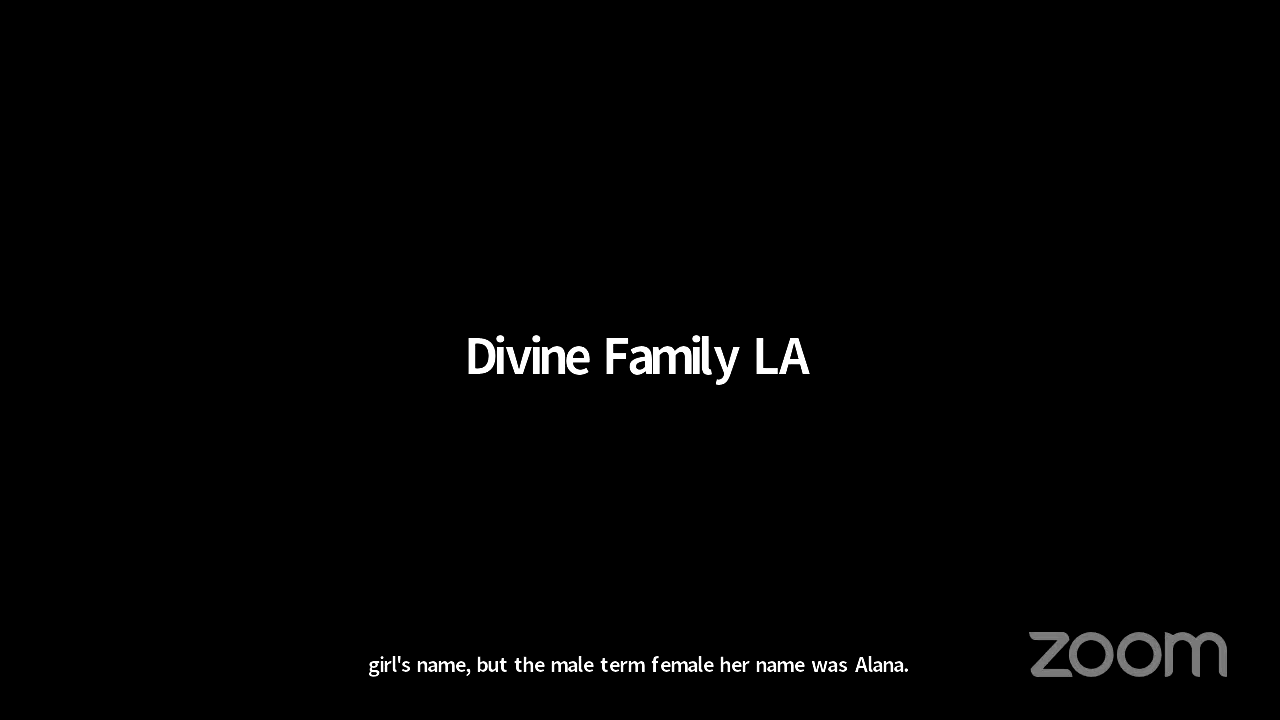 Divine Family LA
girl's name, but the male term female her name was Alana.
zoom